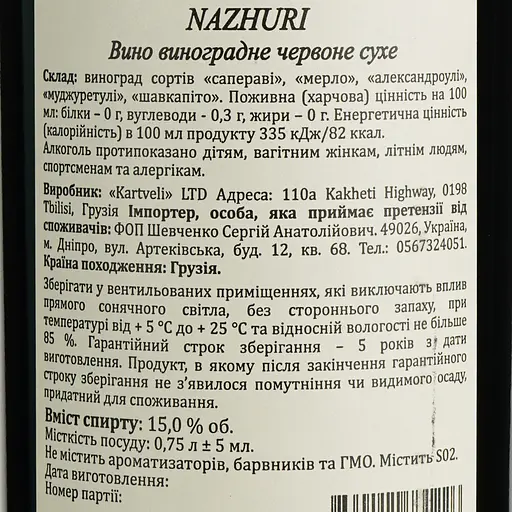 NAZHURI
Вино виноградне червоне сухе
Склад: виноград сортів «сапераві», «мерло», «александроулі»,
«муджуретулі», «шавкапіто». Поживна (харчова) цінність на 100
мл: білки – 0 г, вуглеводи - 0,3 г, жири – 0 г. Енергетична цінність
(калорійність) в 100 мл продукту 335 кДж/82 ккал.
Алкоголь протипоказано дітям, вагітним жінкам, літнім людям,
спортсменам та алергікам.
Виробник: «Kartveli» LTD Адреса: 110a Kakheti Highway, 0198
Tbilisi, Грузія Імпортер, особа, яка приймає претензії від
споживачів: ФОП Шевченко Сергій Анатолійович. 49026, Україна,
м. Дніпро, вул. Артеківська, буд. 12, кв. 68. Тел.: 0567324051.
Країна походження: Грузія.
Зберігати у вентильованих приміщеннях, які виключають вплив
прямого сонячного світла, без стороннього запаху, при
температурі від + 5 °С до + 25 °С та відносній вологості не більше
85 %. Гарантійний строк зберігання – 5 років з дати
виготовлення. Продукт, в якому після закінчення гарантійного
строку зберігання не з’явилося помутніння чи видимого осаду,
придатний для споживання.
Вміст спирту: 15,0 % об.
Місткість посуду: 0,75 л ± 5 мл.
Не містить ароматизаторів, барвників та ГМО. Містить S02.
Дата виготовлення:
Номер партії: